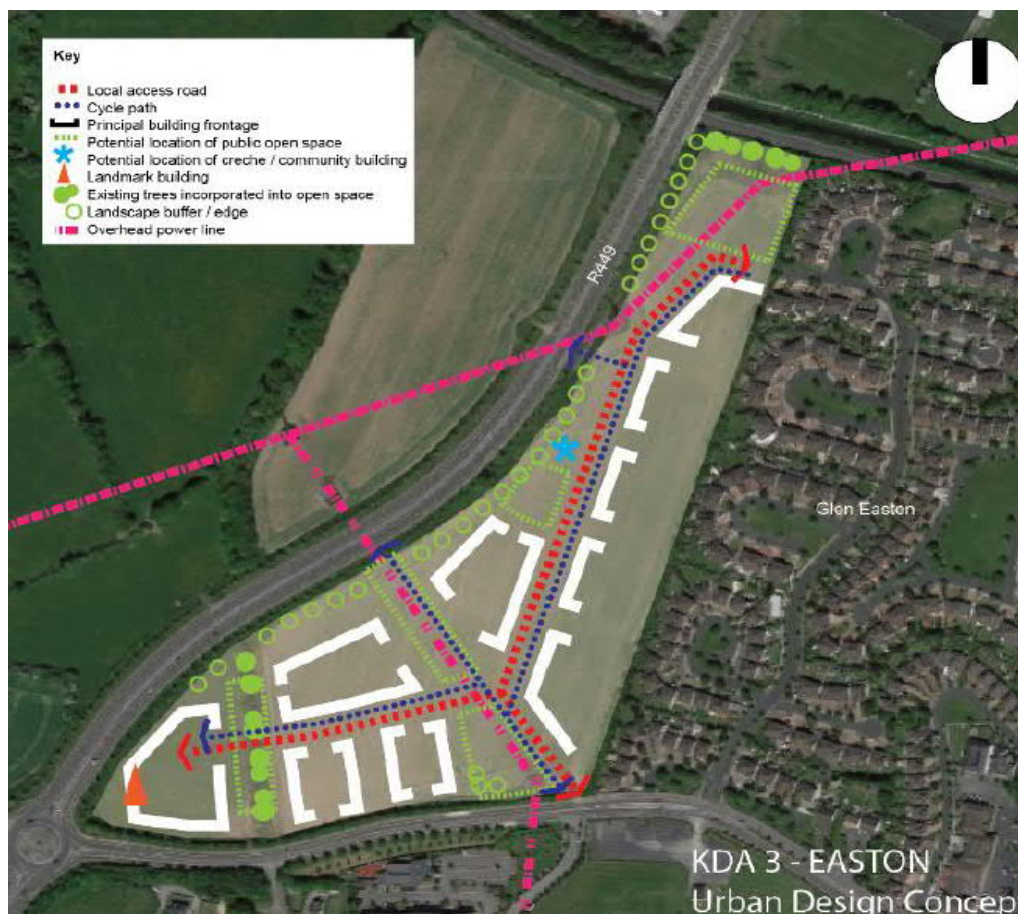 Key
Local access road
Cycle path
Principal building frontage
Potential location of public open space
Potential location of creche / community building
Landmark building
Existing trees incorporated into open space
Landscape buffer / edge
Overhead power line
R449
Glen Easton
KDA 3 - EASTON
Urban Design Concep